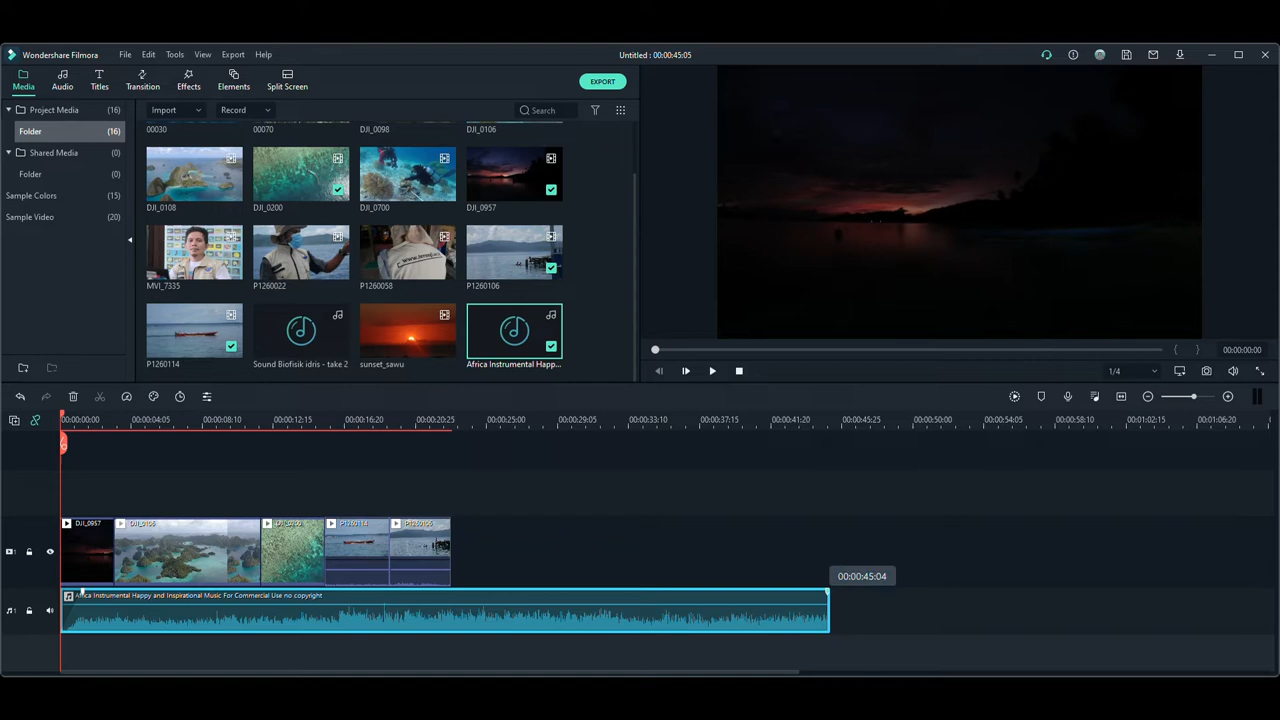 Wondershare Filmora File Edit Tools View Export Help Untitled : 00:00:45:05
Media Audio Titles Transition Effects Elements Split Screen EXPORT
Project Media (16) Import Record Search
Folder (16)
Shared Media (0)
Folder (0)
Sample Colors (15)
Sample Video (20)
00030 00070 DJI_0098 DJI_0106
DJI_0108 DJI_0200 DJI_0700 DJI_0957
MVI_7335 P1260022 P1260058 P1260106
P1260114 Sound Biofisik idris - take 2 sunset_sawu Africa Instrumental Happ...
00:00:00:00
1/4
00:00:00:00 00:00:04:05 00:00:08:10 00:00:12:15 00:00:16:20 00:00:20:25 00:00:25:00 00:00:29:05 00:00:33:10 00:00:37:15 00:00:41:20 00:00:45:25 00:00:50:00 00:00:54:05 00:00:58:10 00:01:02:15 00:01:06:20
DJI_0957 DJI_0106 DJI_0200 P1260114 P1260106
1
00:00:45:04
Africa Instrumental Happy and Inspirational Music For Commercial Use no copyright
1